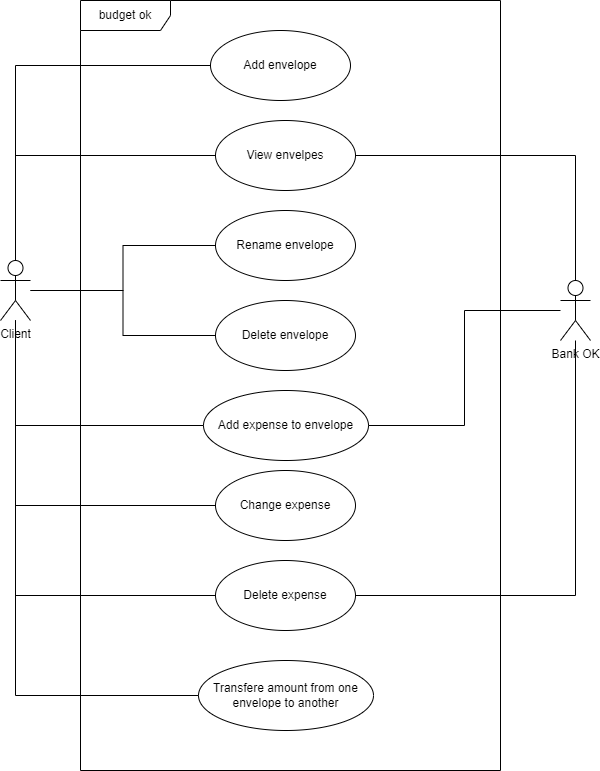 budget ok
Add envelope
View envelpes
Rename envelope
Client
Delete envelope
Bank OK
Add expense to envelope
Change expense
Delete expense
Transfere amount from one
envelope to another